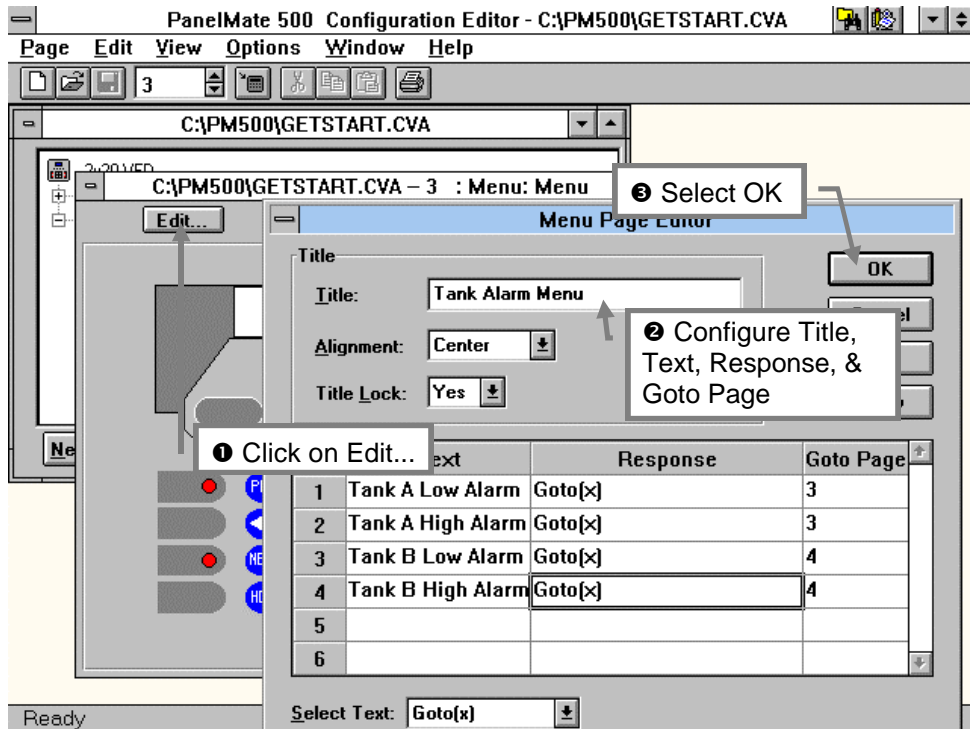 PanelMate 500 Configuration Editor - C:\PM500\GETSTART.CVA
Page Edit View Options Window Help
3
C:\PM500\GETSTART.CVA
C:\PM500\GETSTART.CVA – 3 : Menu: Menu
❸ Select OK
Edit...
Menu Page Editor
Title
OK
Title: Tank Alarm Menu
❷ Configure Title,
Text, Response, &
Goto Page
Alignment: Center
Title Lock: Yes
❶ Click on Edit...
Response Goto Page
1 Tank A Low Alarm Goto(x) 3
2 Tank A High Alarm Goto(x) 3
3 Tank B Low Alarm Goto(x) 4
4 Tank B High Alarm Goto(x) 4
5
6
Select Text: Goto(x)
Ready